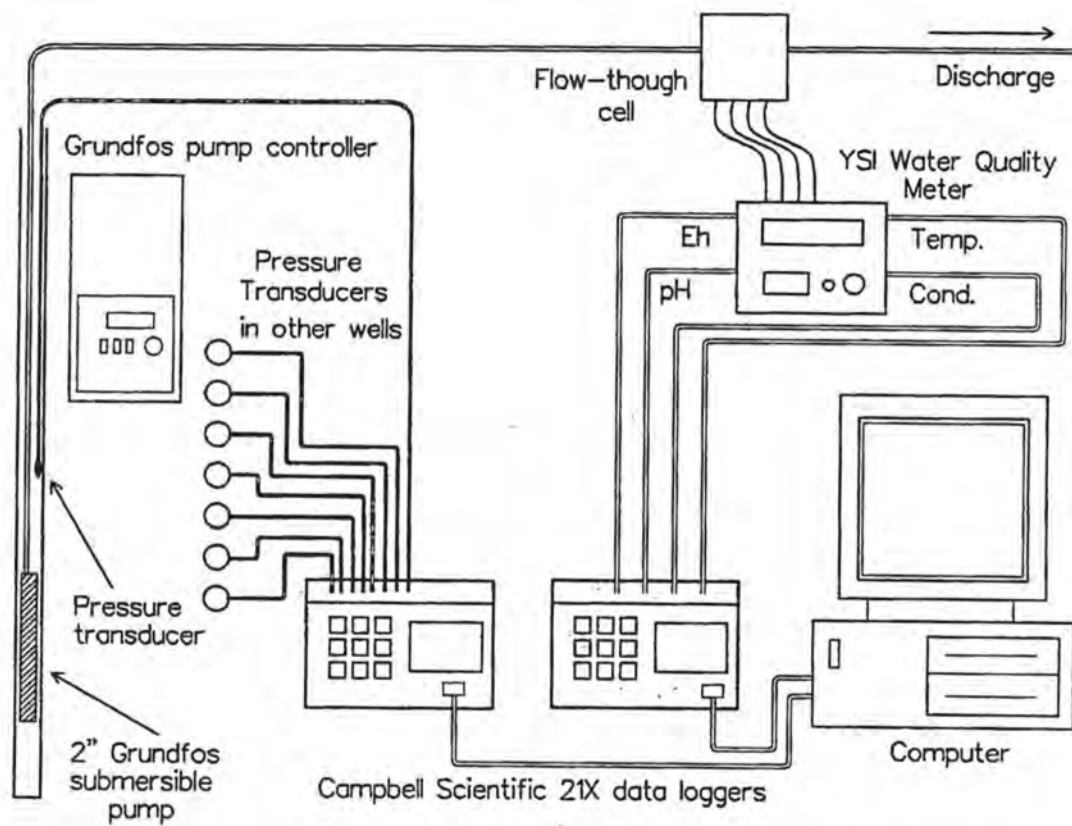 Flow-though
cell
Discharge
Grundfos pump controller
YSI Water Quality
Meter
Eh
Temp.
pH
Cond.
Pressure
Transducers
in other wells
Pressure
transducer
2" Grundfos
submersible
pump
Campbell Scientific 21X data loggers
Computer